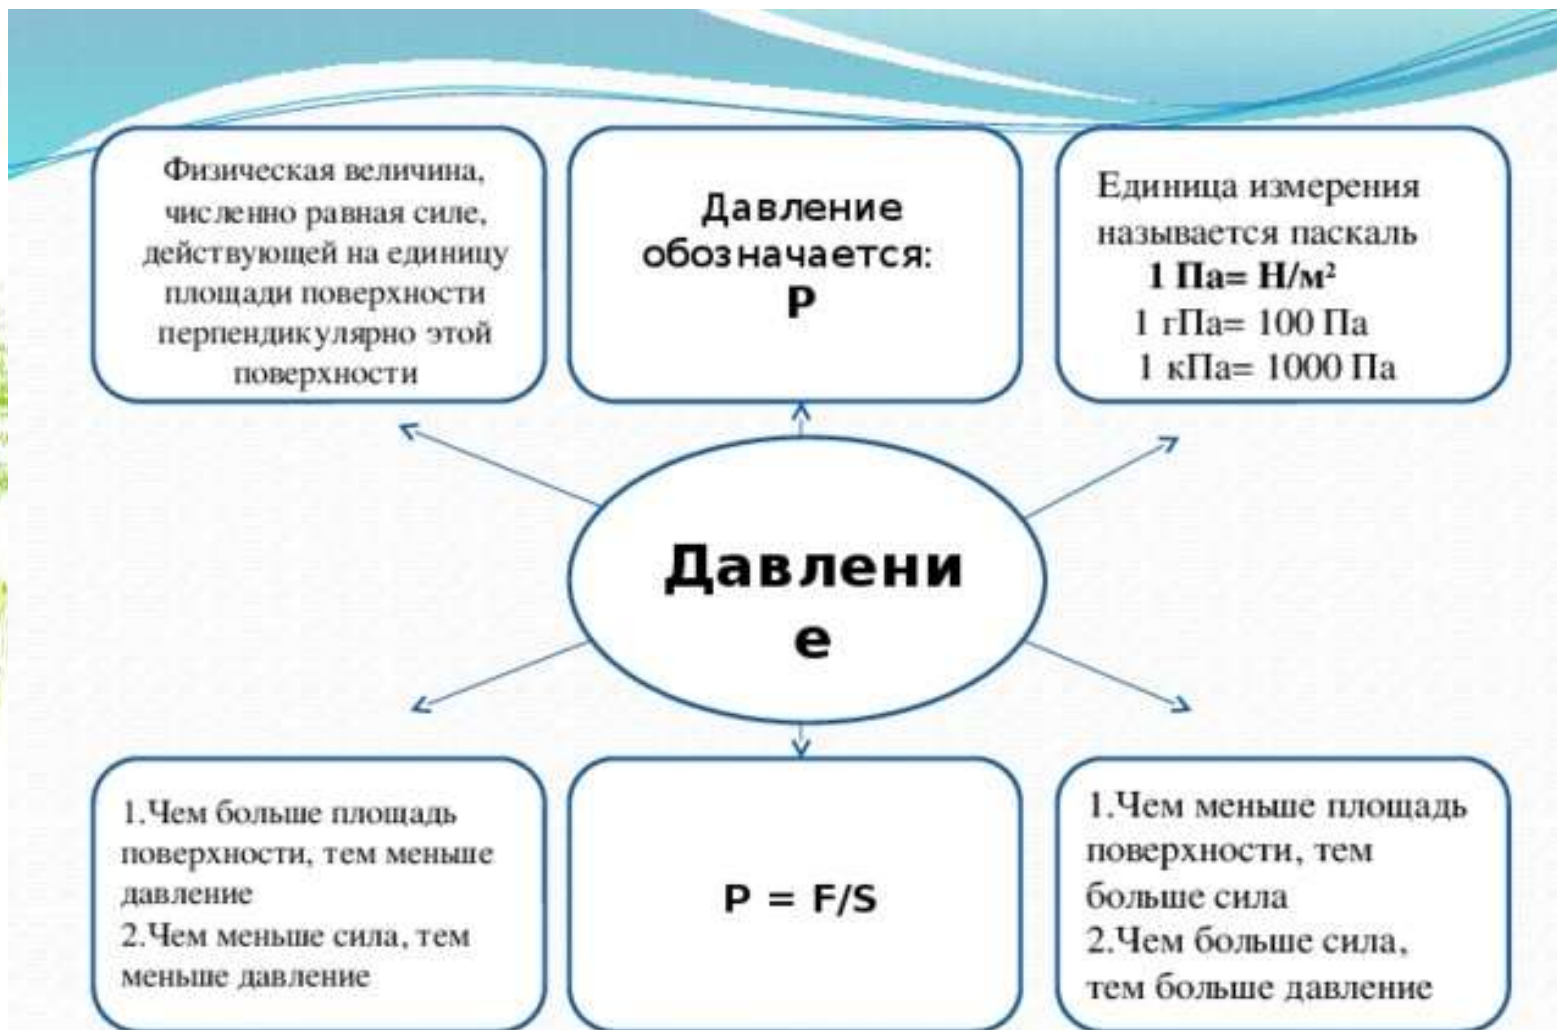 Физическая величина,
численно равная силе,
действующей на единицу
площади поверхности
перпендикулярно этой
поверхности
Давление
обозначается:
Р
Единица измерения
называется паскаль
1 Па= Н/м²
1 гПа= 100 Па
1 кПа= 1000 Па
Давлени
е
1.Чем больше площадь
поверхности, тем меньше
давление
2.Чем меньше сила, тем
меньше давление
P = F/S
1.Чем меньше площадь
поверхности, тем
больше сила
2.Чем больше сила,
тем больше давление